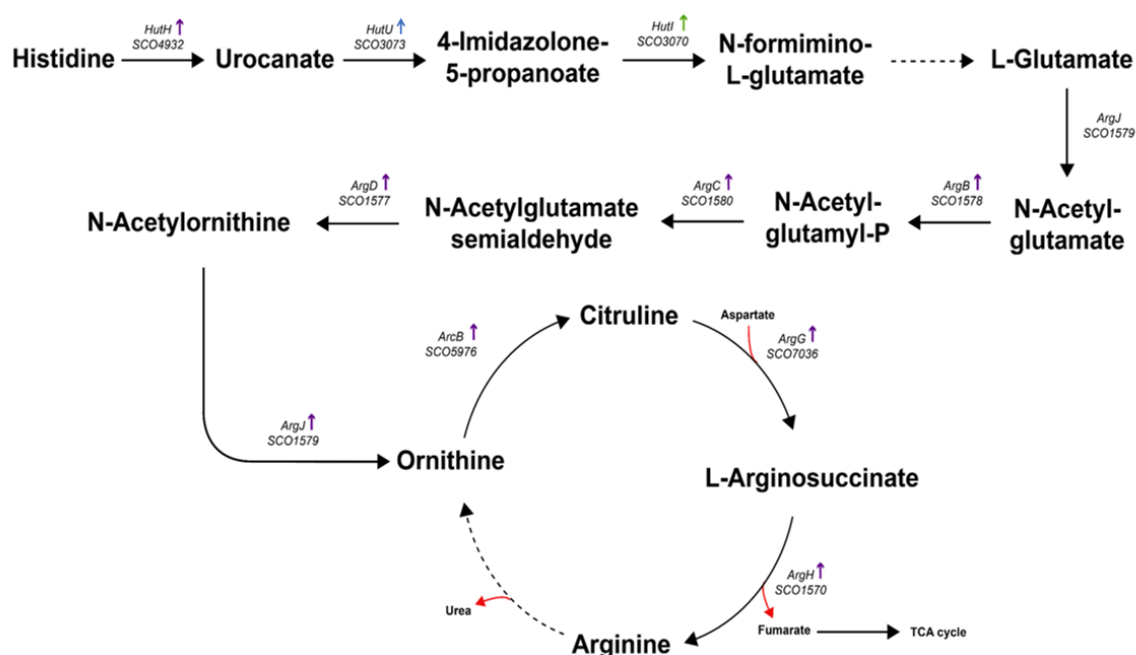 HutH
SCO4932
HutU
SCO3073
HutI
SCO3070
Histidine
Urocanate
4-Imidazolone-
5-propanoate
N-formimino-
L-glutamate
L-Glutamate
ArgJ
SCO1579
ArgD
SCO1577
ArgC
SCO1580
ArgB
SCO1578
N-Acetylornithine
N-Acetylglutamate
semialdehyde
N-Acetyl-
glutamyl-P
N-Acetyl-
glutamate
Citruline
Aspartate
ArcB
SCO5976
ArgG
SCO7036
ArgJ
SCO1579
Ornithine
L-Arginosuccinate
ArgH
SCO1570
Urea
Arginine
Fumarate
TCA cycle